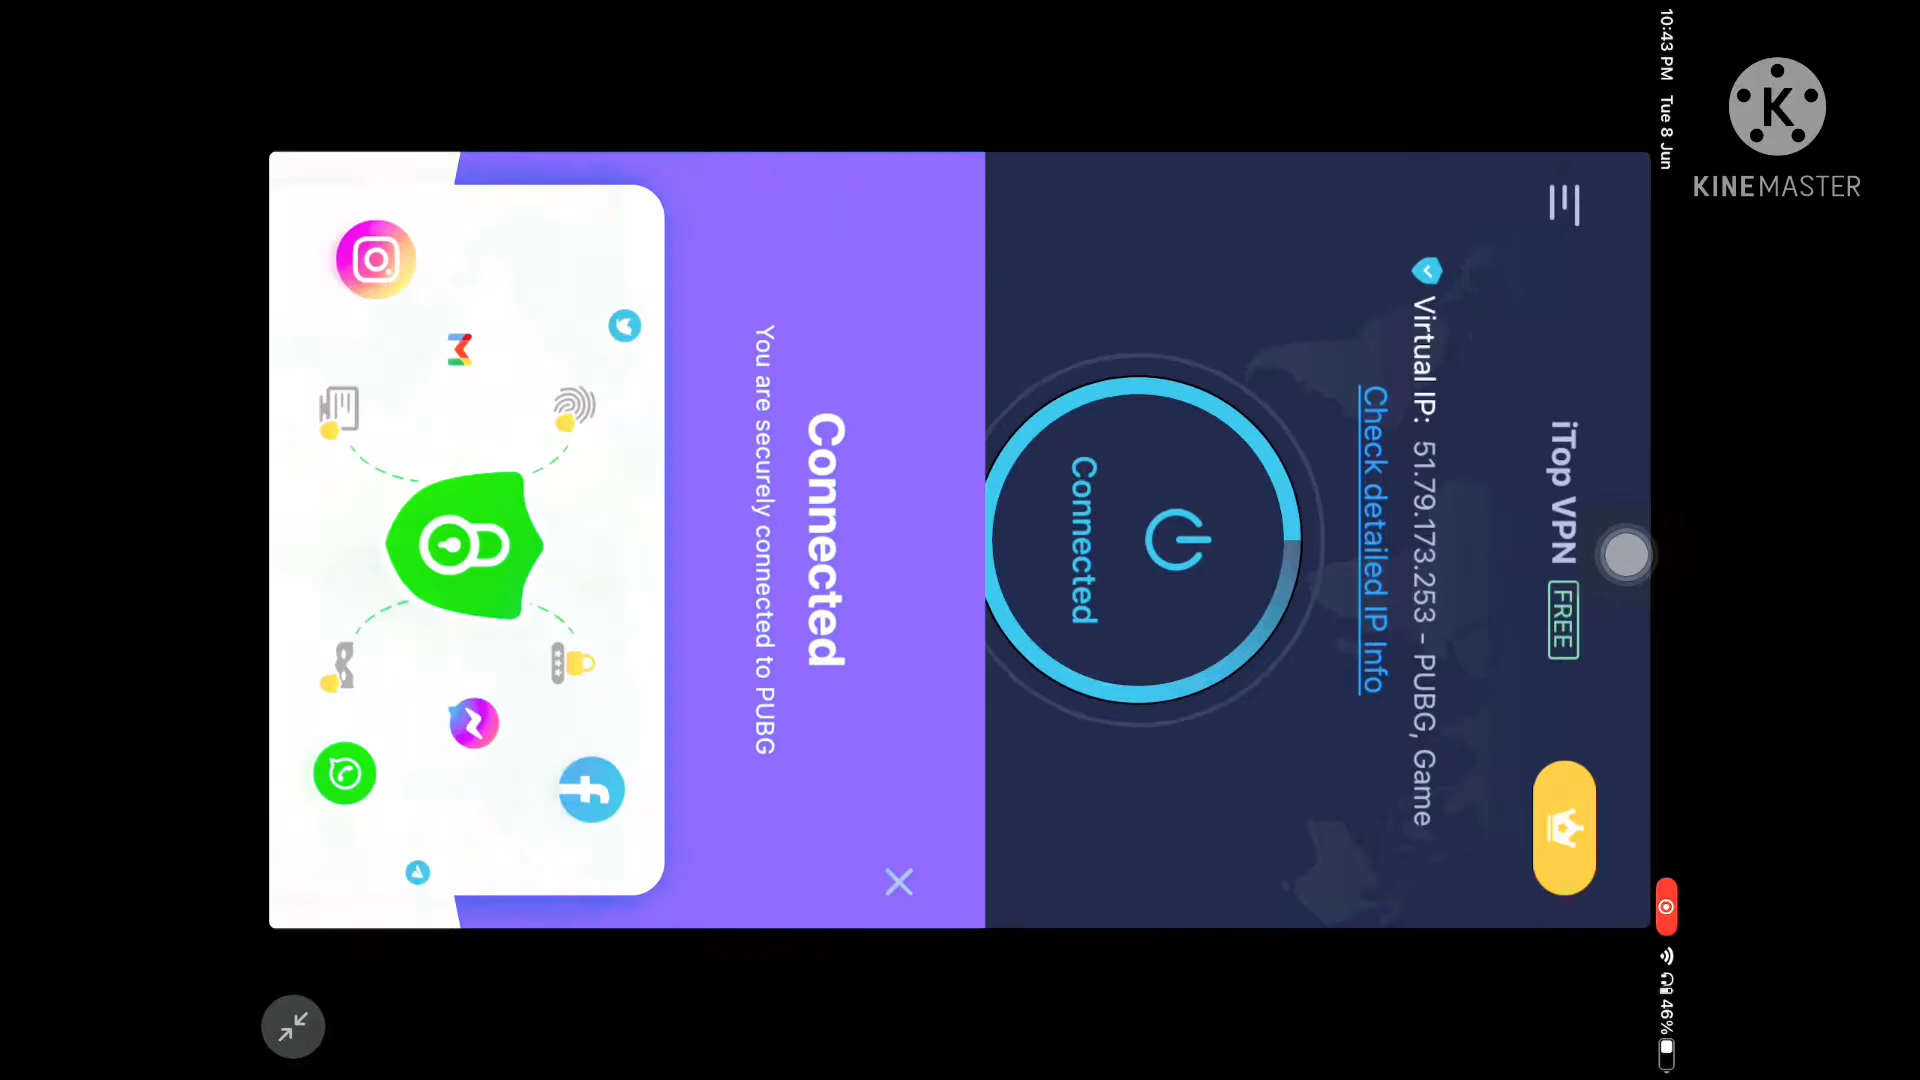 10:43 PM Tue 8 Jun
46%
KINEMASTER
iTop VPN FREE
Virtual IP: 51.79.173.253 - PUBG, Game
Check detailed IP Info
Connected
Connected
You are securely connected to PUBG